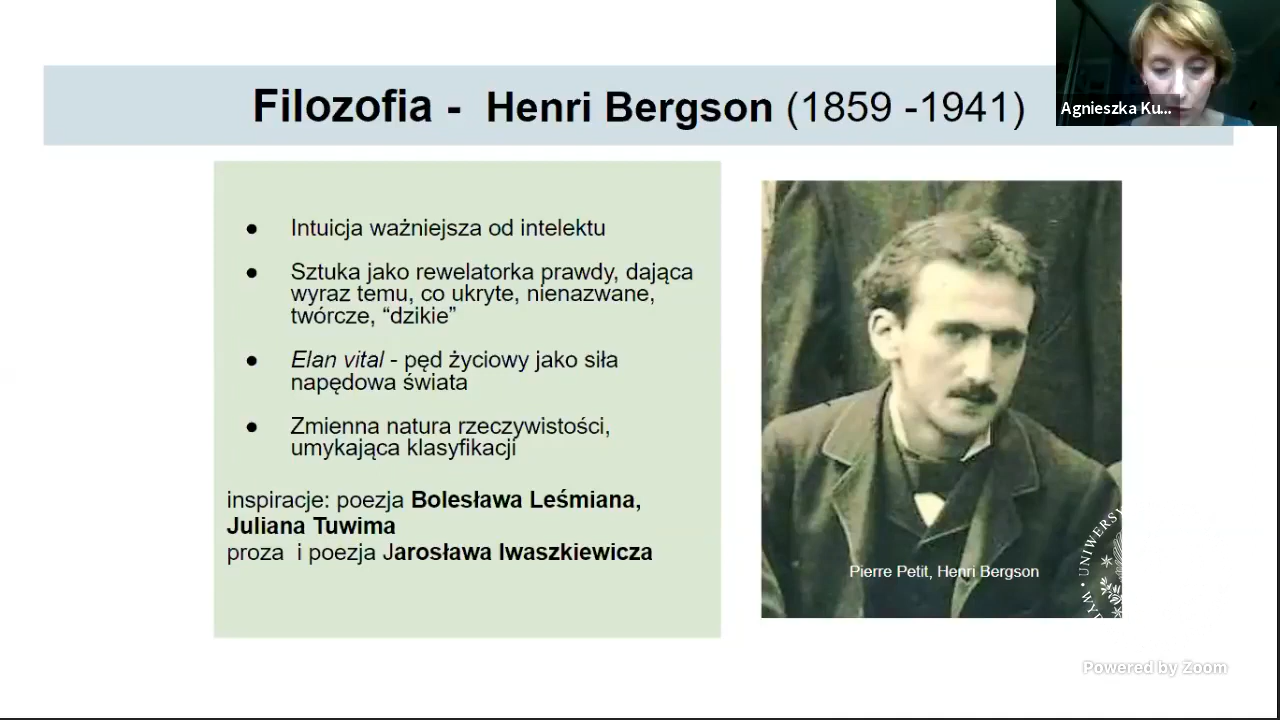 Filozofia - Henri Bergson (1859 -1941)
Agnieszka Ku...
● Intuicja ważniejsza od intelektu
● Sztuka jako rewelatorka prawdy, dająca
wyraz temu, co ukryte, nienazwane,
twórcze, “dzikie”
● Elan vital - pęd życiowy jako siła
napędowa świata
● Zmienna natura rzeczywistości,
umykająca klasyfikacji
inspiracje: poezja Bolesława Leśmiana,
Juliana Tuwima
proza i poezja Jarosława Iwaszkiewicza
Pierre Petit, Henri Bergson
Powered by Zoom